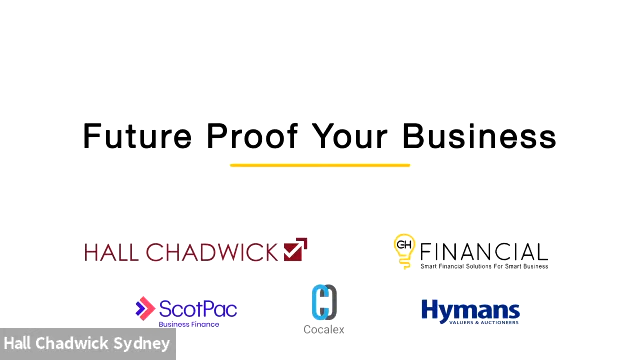 Future Proof Your Business
HALL CHADWICK
GH FINANCIAL
Smart Financial Solutions For Smart Business
ScotPac
Business Finance
Cocalex
Hymans
VALUERS & AUCTIONEERS
Hall Chadwick Sydney